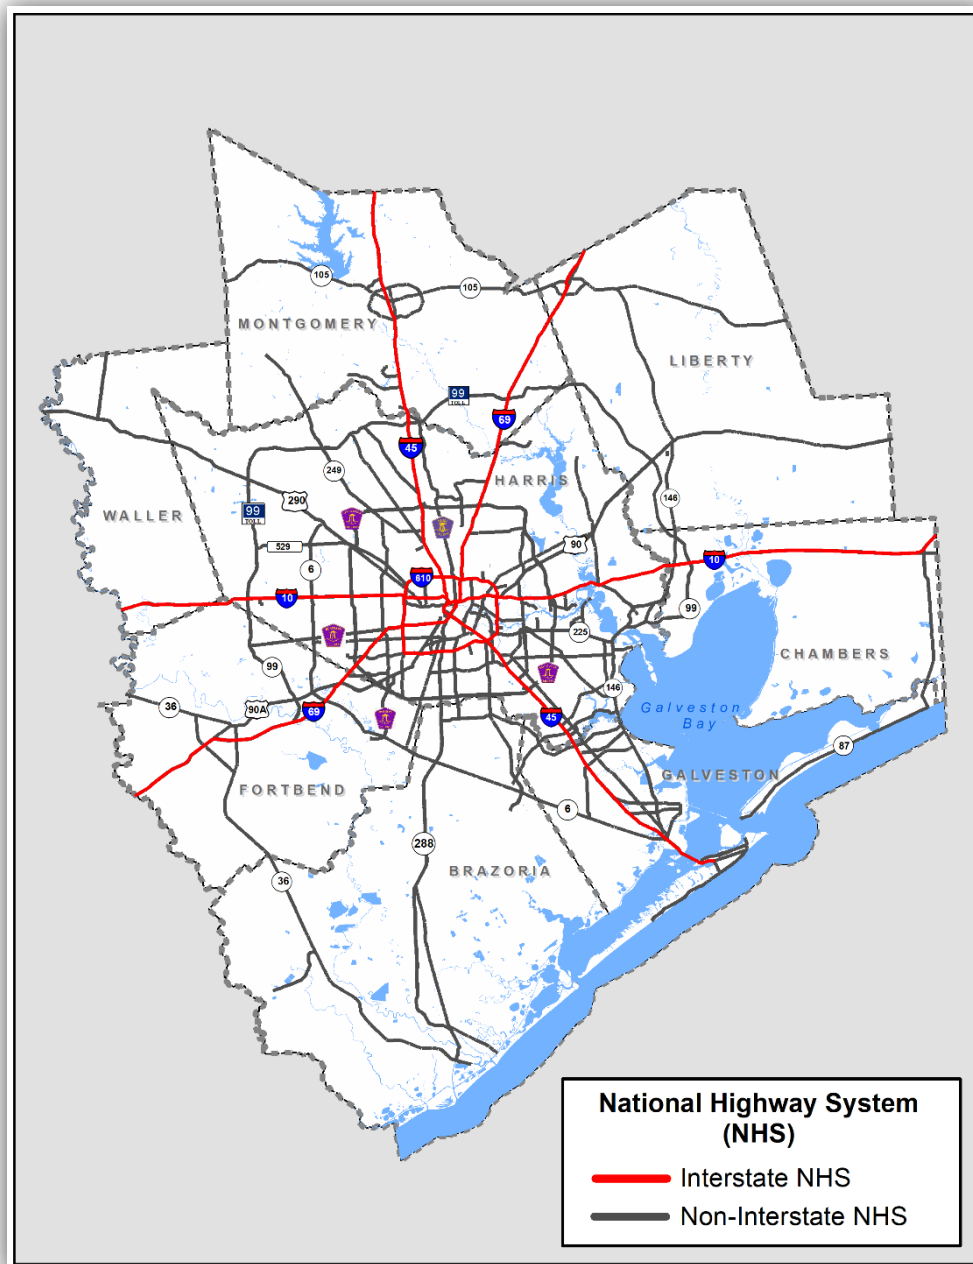 105
105
MONTGOMERY
LIBERTY
99
TOLL
69
45
249
HARRIS
290
146
99
TOLL
WALLER
529
90
6
610
10
10
99
225
99
CHAMBERS
146
36
90A
69
45
Galveston
Bay
87
GALVESTON
FORTBEND
6
288
BRAZORIA
36
National Highway System
(NHS)
Interstate NHS
Non-Interstate NHS